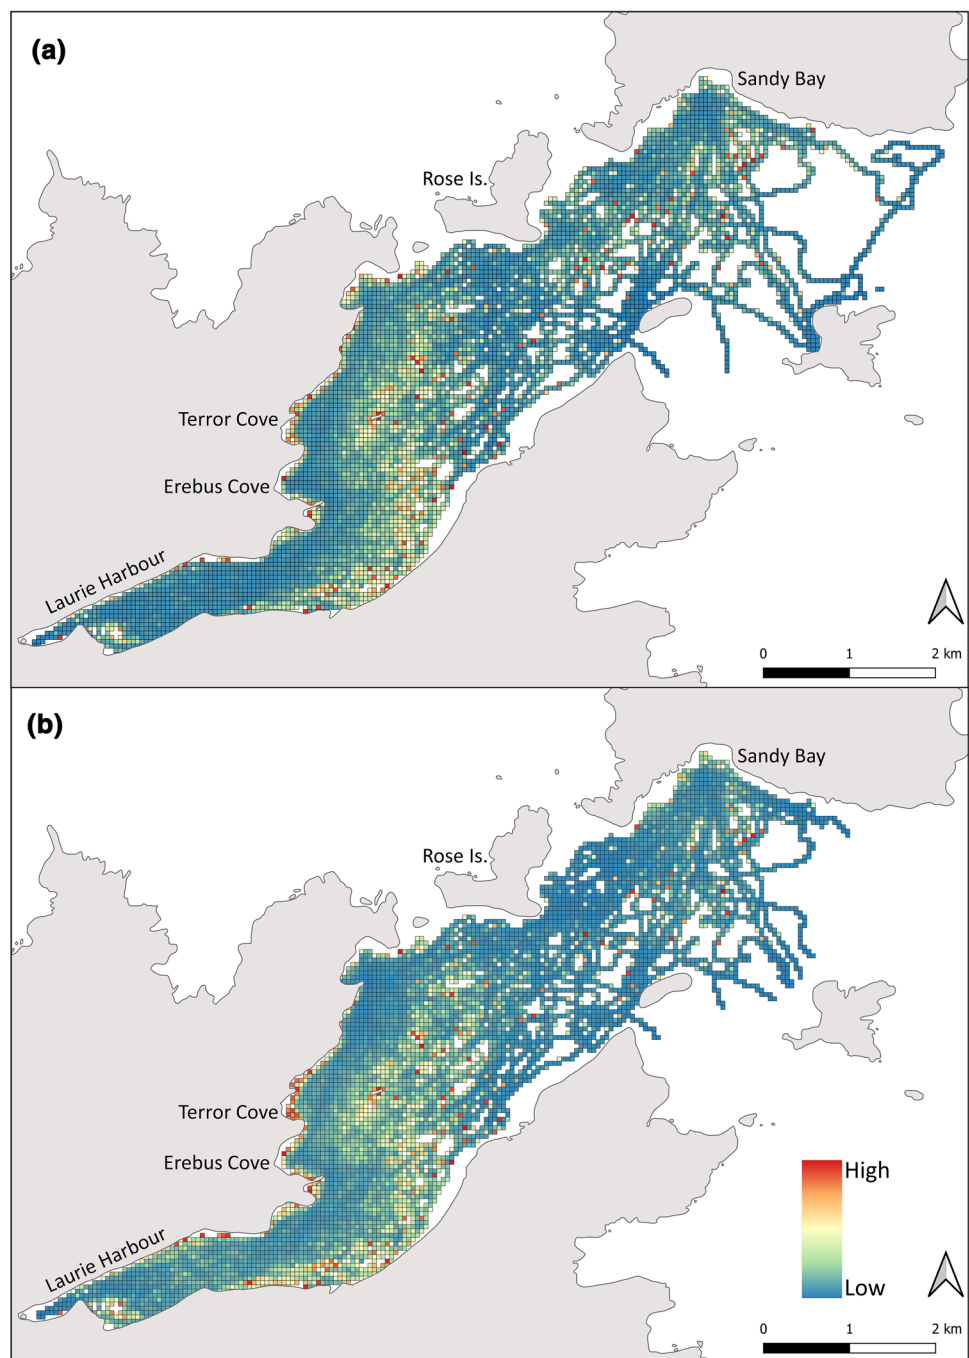 (a)
Sandy Bay
Rose Is.
Terror Cove
Erebus Cove
Laurie Harbour
0 1 2 km
(b)
Sandy Bay
Rose Is.
Terror Cove
Erebus Cove
Laurie Harbour
High
Low
0 1 2 km